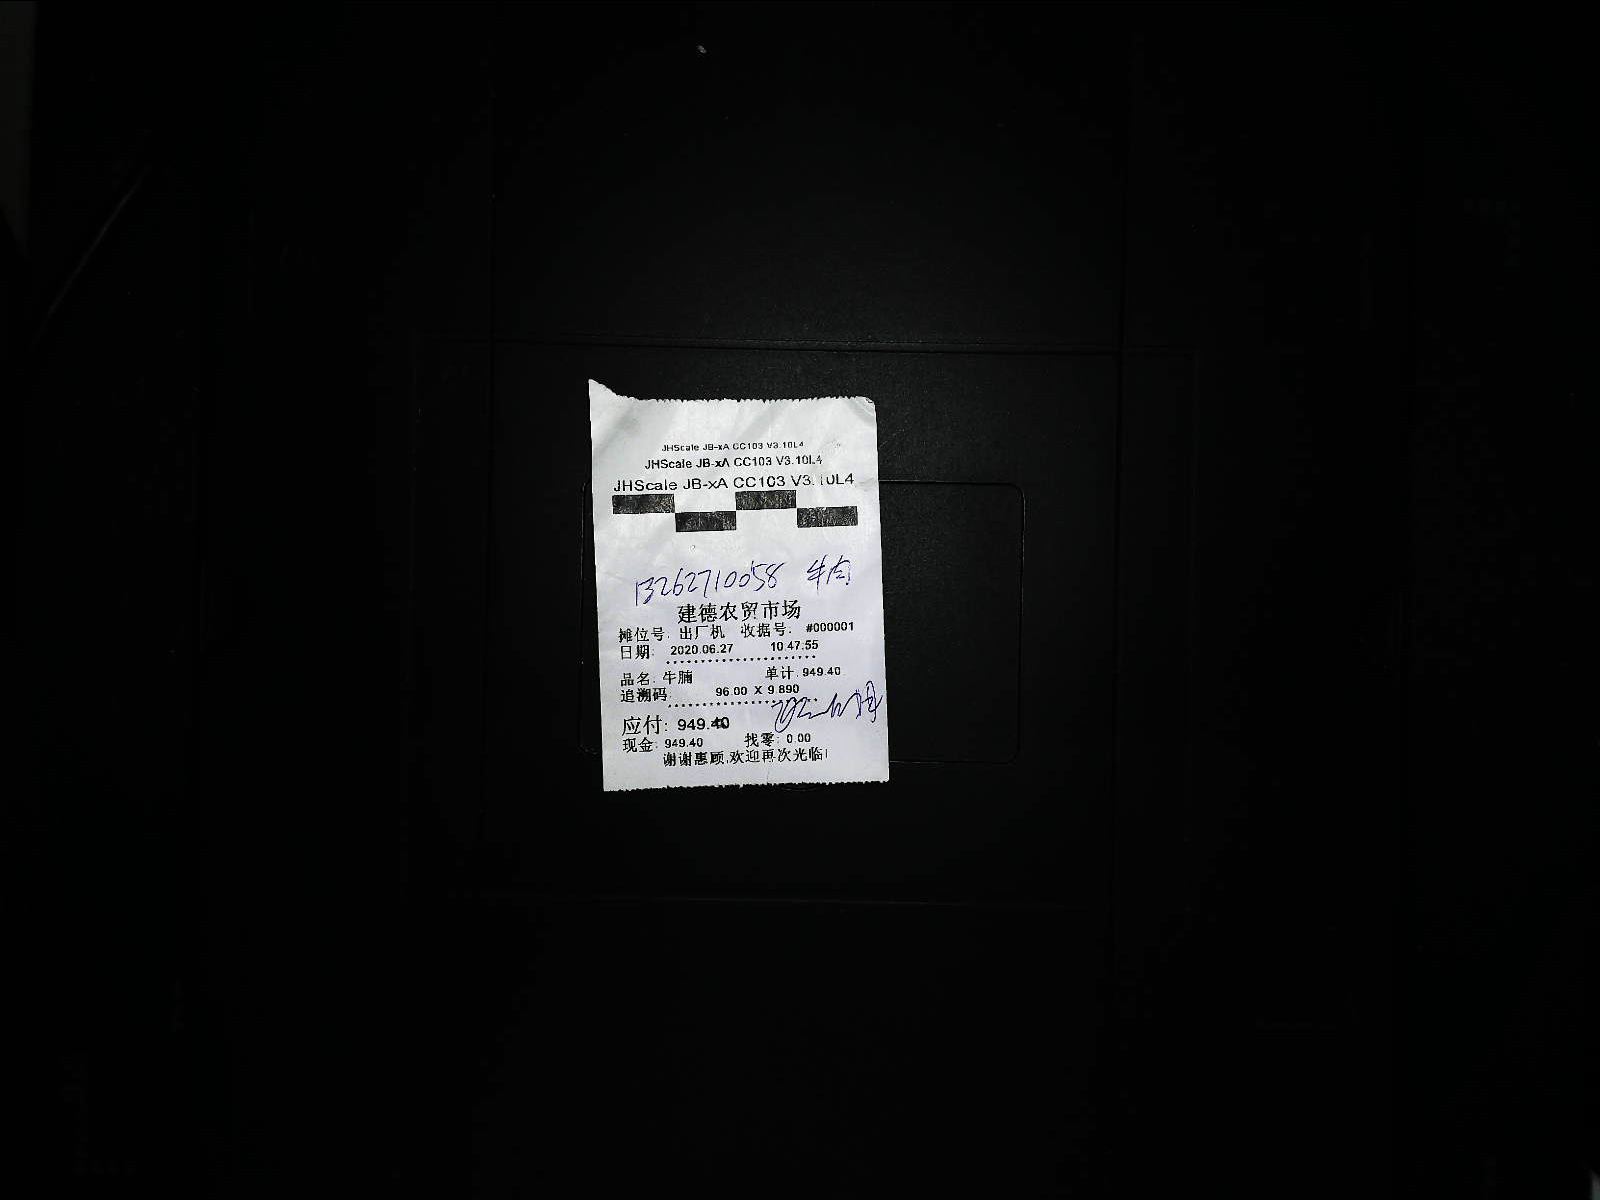 JHScale JB-xA CC103 V3.10L4
JHScale JB-xA CC103 V3.10L4
JHScale JB-xA CC103 V3.10L4
13262710058 牛肉
建德农贸市场
摊位号: 出厂机 收据号: #000001
日期: 2020.06.27 10:47:55
品名: 牛腩 单计: 949.40
追溯码: 96.00 X 9.890
应付: 949.40
现金: 949.40 找零: 0.00
谢谢惠顾,欢迎再次光临!